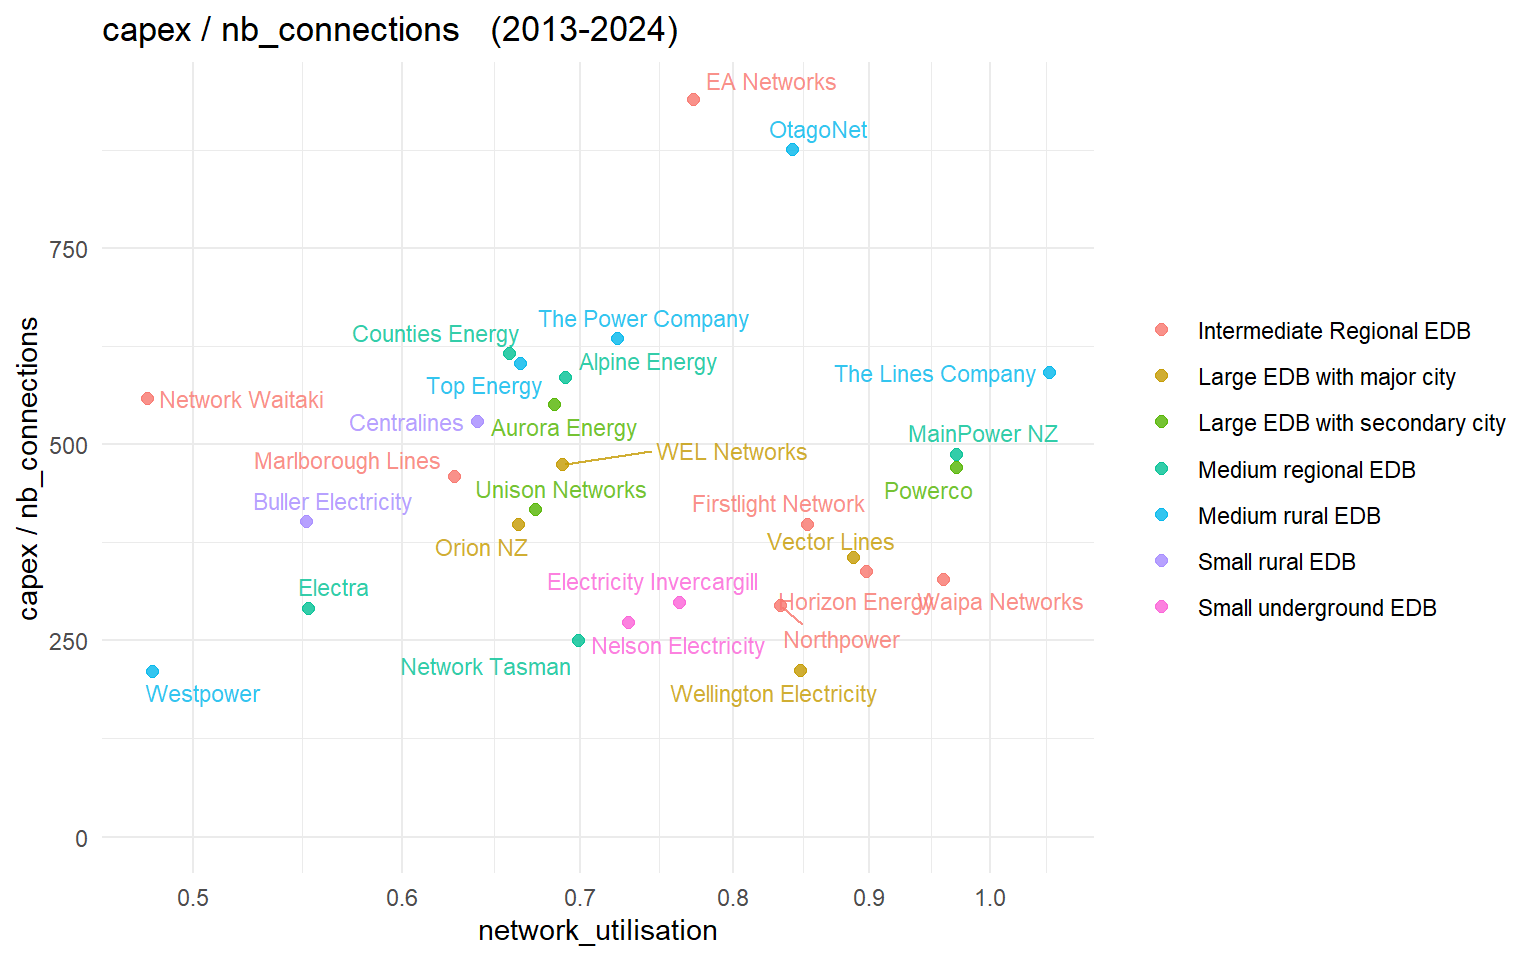 capex / nb_connections (2013-2024)
EA Networks
OtagoNet
750
The Power Company
Counties Energy
Alpine Energy
The Lines Company
Top Energy
Network Waitaki
Centralines
Aurora Energy
MainPower NZ
500
WEL Networks
Marlborough Lines
Unison Networks
Powerco
Buller Electricity
Firstlight Network
Orion NZ
Vector Lines
Electricity Invercargill
Electra
Horizon Energy
Waipa Networks
250
Northpower
Nelson Electricity
Network Tasman
Westpower
Wellington Electricity
0
0.5 0.6 0.7 0.8 0.9 1.0
network_utilisation
capex / nb_connections
Intermediate Regional EDB
Large EDB with major city
Large EDB with secondary city
Medium regional EDB
Medium rural EDB
Small rural EDB
Small underground EDB